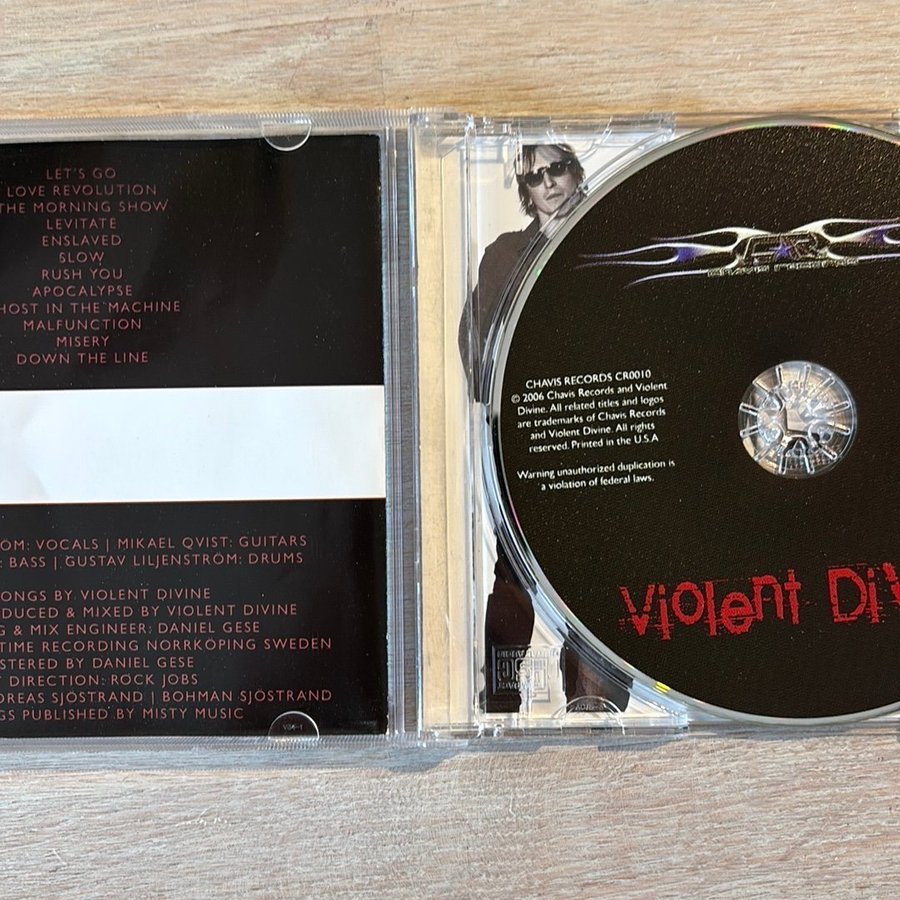 LET'S GO
LOVE REVOLUTION
THE MORNING SHOW
LEVITATE
ENSLAVED
SLOW
RUSH YOU
APOCALYPSE
HOST IN THE MACHINE
MALFUNCTION
MISERY
DOWN THE LINE
ÖM: VOCALS | MIKAEL QVIST: GUITARS
: BASS | GUSTAV LILJENSTRÖM: DRUMS
ONGS BY VIOLENT DIVINE
DUCED & MIXED BY VIOLENT DIVINE
G & MIX ENGINEER: DANIEL GESE
TIME RECORDING NORRKÖPING SWEDEN
STERED BY DANIEL GESE
T DIRECTION: ROCK JOBS
DREAS SJÖSTRAND | BOHMAN SJÖSTRAND
GS PUBLISHED BY MISTY MUSIC
CHAVIS RECORDS CR0010
© 2006 Chavis Records and Violent
Divine. All related titles and logos
are trademarks of Chavis Records
and Violent Divine. All rights
reserved. Printed in the U.S.A
Warning unauthorized duplication is
a violation of federal laws.
Violent Div